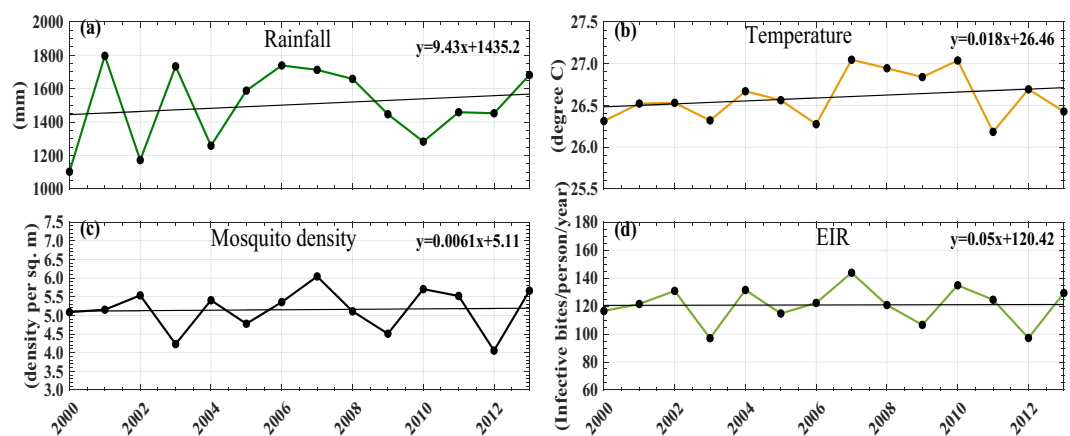 (a)
Rainfall
y=9.43x+1435.2
(mm)
2000
1800
1600
1400
1200
1000
(b)
Temperature
y=0.018x+26.46
(degree C)
27.5
27.0
26.5
26.0
25.5
(c)
Mosquito density
y=0.0061x+5.11
(density per sq. m)
7.5
7.0
6.5
6.0
5.5
5.0
4.5
4.0
3.5
3.0
2000
2002
2004
2006
2008
2010
2012
(d)
EIR
y=0.05x+120.42
(Infective bites/person/year)
180
160
140
120
100
80
60
2000
2002
2004
2006
2008
2010
2012